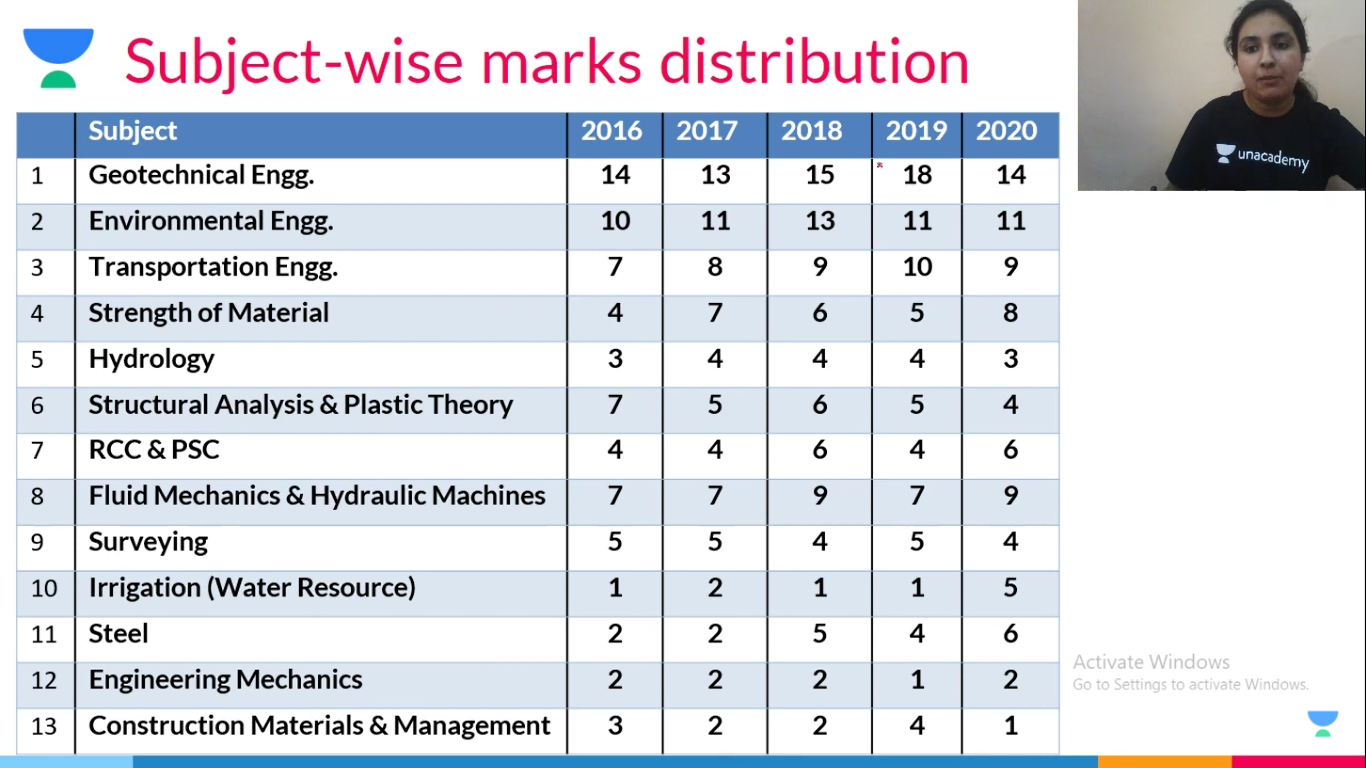 Subject-wise marks distribution
Subject 2016 2017 2018 2019 2020
1 Geotechnical Engg. 14 13 15 18 14
2 Environmental Engg. 10 11 13 11 11
3 Transportation Engg. 7 8 9 10 9
4 Strength of Material 4 7 6 5 8
5 Hydrology 3 4 4 4 3
6 Structural Analysis & Plastic Theory 7 5 6 5 4
7 RCC & PSC 4 4 6 4 6
8 Fluid Mechanics & Hydraulic Machines 7 7 9 7 9
9 Surveying 5 5 4 5 4
10 Irrigation (Water Resource) 1 2 1 1 5
11 Steel 2 2 5 4 6
12 Engineering Mechanics 2 2 2 1 2
13 Construction Materials & Management 3 2 2 4 1
unacademy
Activate Windows
Go to Settings to activate Windows.